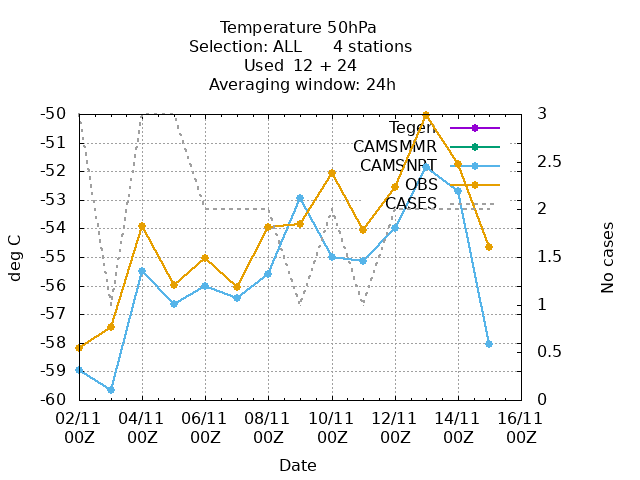 Temperature 50hPa
Selection: ALL 4 stations
Used 12 + 24
Averaging window: 24h
Tegen
CAMSMMR
CAMSNRT
OBS
CASES
-50
-51
-52
-53
-54
-55
-56
-57
-58
-59
-60
deg C
3
2.5
2
1.5
1
0.5
0
No cases
02/11 04/11 06/11 08/11 10/11 12/11 14/11 16/11
00Z 00Z 00Z 00Z 00Z 00Z 00Z 00Z
Date